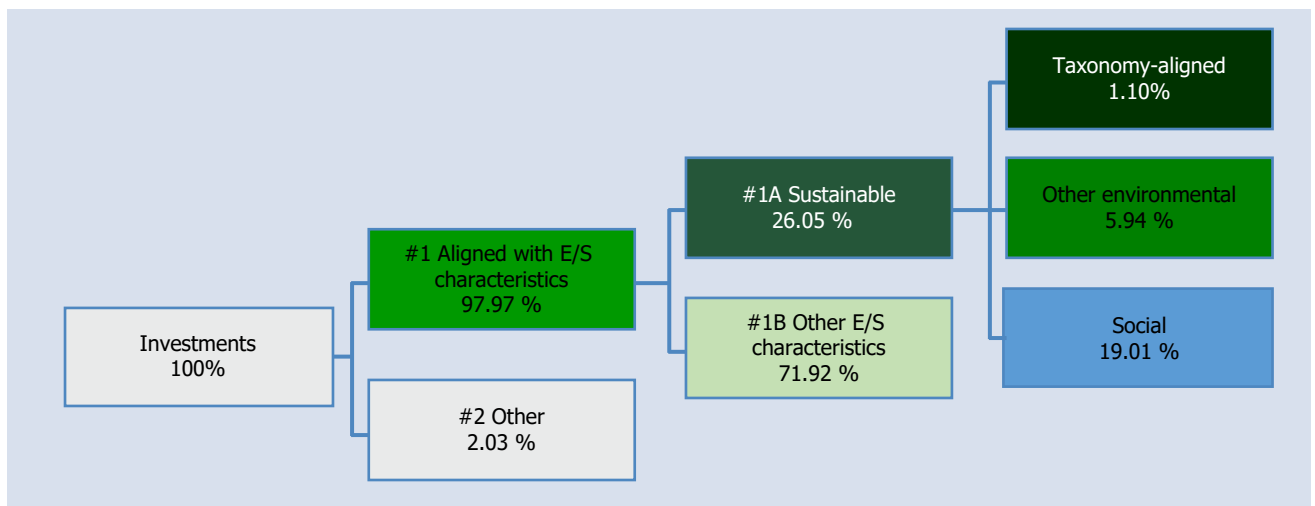 Investments
100%
#1 Aligned with E/S
characteristics
97.97 %
#2 Other
2.03 %
#1A Sustainable
26.05 %
#1B Other E/S
characteristics
71.92 %
Taxonomy-aligned
1.10%
Other environmental
5.94 %
Social
19.01 %